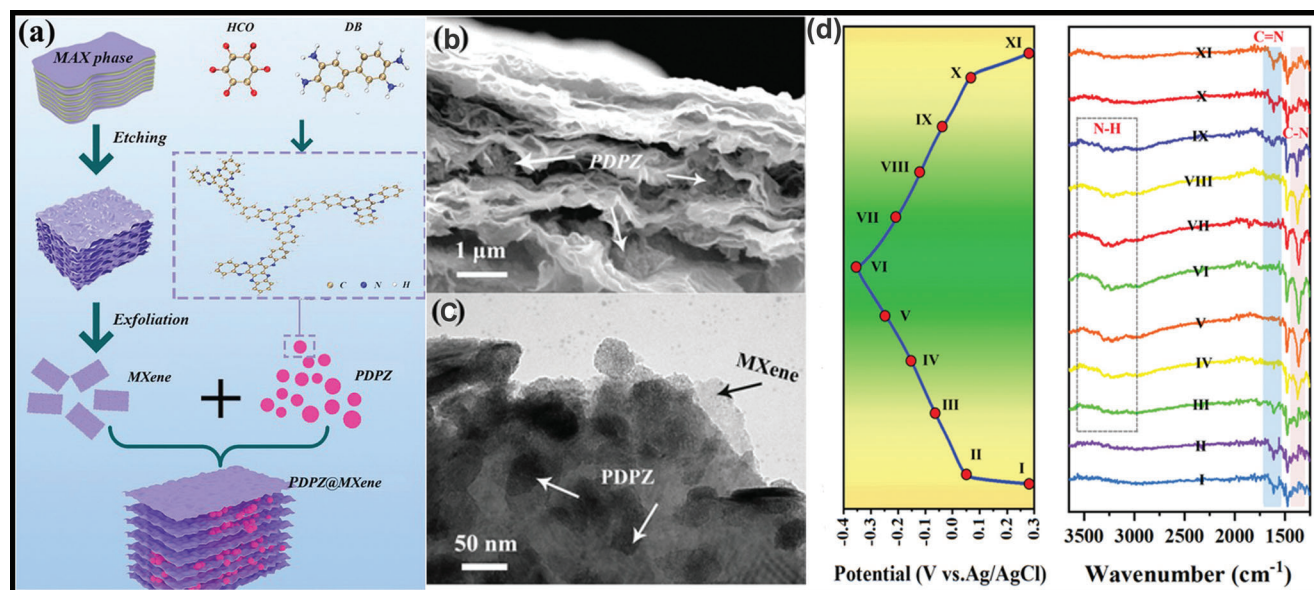 (a)
MAX phase
HCO
DB
Etching
C N H
Exfoliation
MXene
PDPZ
+
PDPZ@MXene
(b)
PDPZ
1 μm
(C)
MXene
PDPZ
50 nm
(d)
XI
X
IX
VIII
VII
VI
V
IV
III
II
I
-0.4 -0.3 -0.2 -0.1 0.0 0.1 0.2 0.3
Potential (V vs.Ag/AgCl)
C=N
XI
X
N-H
C-N
IX
VIII
VII
VI
V
IV
III
II
I
3500 2500 2000 1500
Wavenumber (cm⁻¹)